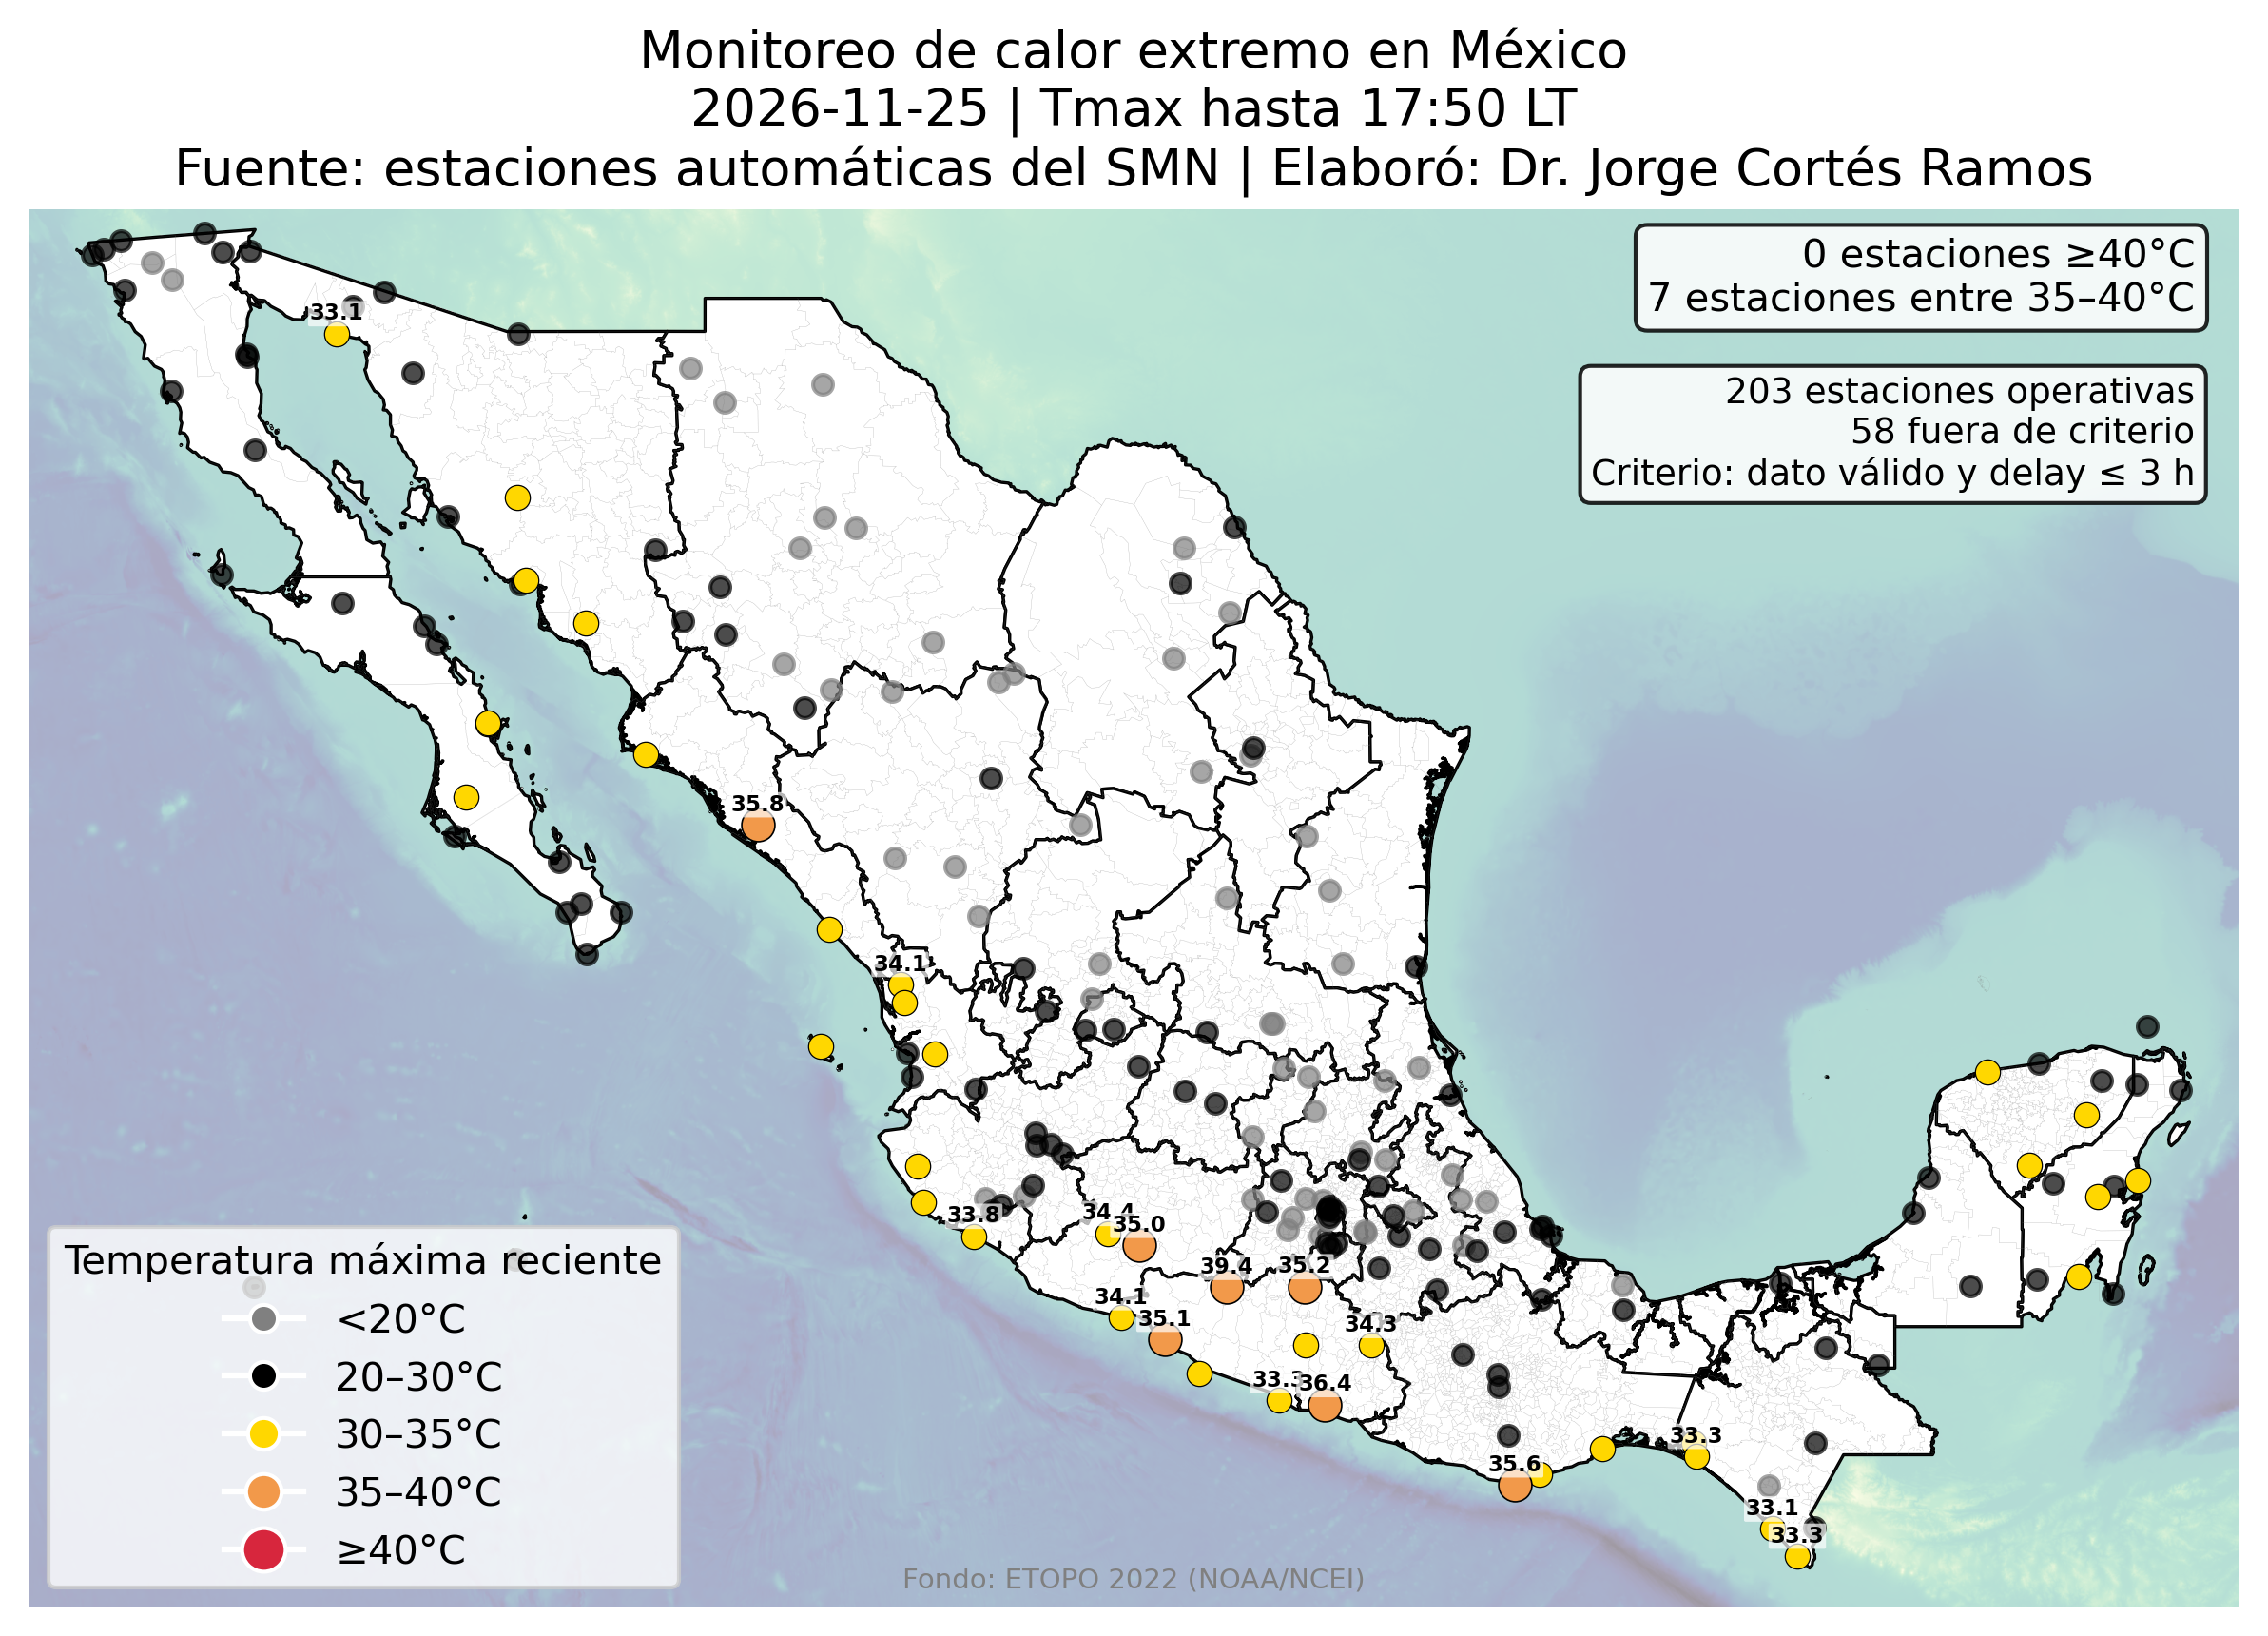 Monitoreo de calor extremo en México
2026-11-25 | Tmax hasta 17:50 LT
Fuente: estaciones automáticas del SMN | Elaboró: Dr. Jorge Cortés Ramos
0 estaciones ≥40°C
7 estaciones entre 35–40°C
203 estaciones operativas
58 fuera de criterio
Criterio: dato válido y delay ≤ 3 h
33.1
35.8
34.1
33.8
34.4
35.0
39.4
35.2
34.1
35.1
34.3
33.3
36.4
33.3
35.6
33.1
33.3
Temperatura máxima reciente
<20°C
20–30°C
30–35°C
35–40°C
≥40°C
Fondo: ETOPO 2022 (NOAA/NCEI)